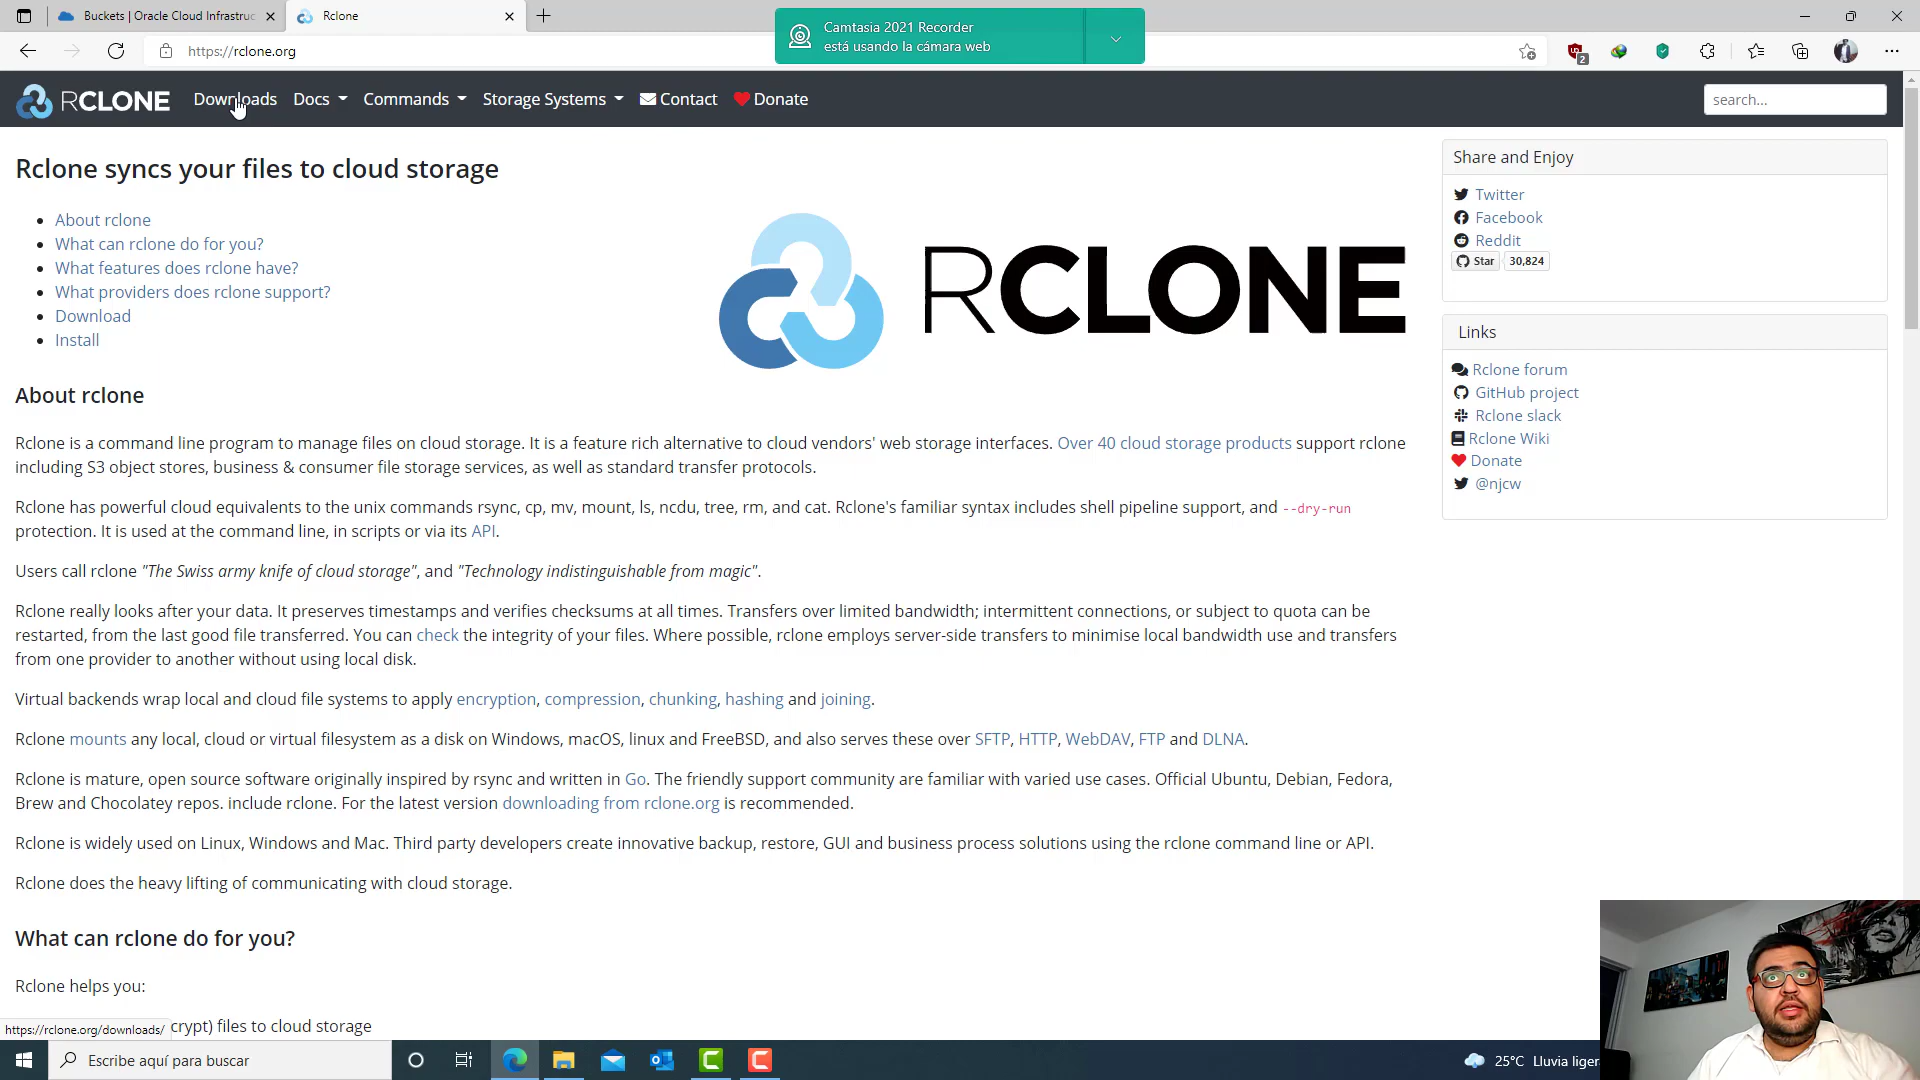 Buckets | Oracle Cloud Infrastruc
Rclone
Camtasia 2021 Recorder
está usando la cámara web
https://rclone.org
2
RCLONE
Downloads
Docs
Commands
Storage Systems
Contact
Donate
search...
Rclone syncs your files to cloud storage
About rclone
What can rclone do for you?
What features does rclone have?
What providers does rclone support?
Download
Install
RCLONE
Share and Enjoy
Twitter
Facebook
Reddit
Star 30,824
Links
Rclone forum
GitHub project
Rclone slack
Rclone Wiki
Donate
@njcw
About rclone
Rclone is a command line program to manage files on cloud storage. It is a feature rich alternative to cloud vendors' web storage interfaces. Over 40 cloud storage products support rclone
including S3 object stores, business & consumer file storage services, as well as standard transfer protocols.
Rclone has powerful cloud equivalents to the unix commands rsync, cp, mv, mount, ls, ncdu, tree, rm, and cat. Rclone's familiar syntax includes shell pipeline support, and --dry-run
protection. It is used at the command line, in scripts or via its API.
Users call rclone "The Swiss army knife of cloud storage", and "Technology indistinguishable from magic".
Rclone really looks after your data. It preserves timestamps and verifies checksums at all times. Transfers over limited bandwidth; intermittent connections, or subject to quota can be
restarted, from the last good file transferred. You can check the integrity of your files. Where possible, rclone employs server-side transfers to minimise local bandwidth use and transfers
from one provider to another without using local disk.
Virtual backends wrap local and cloud file systems to apply encryption, compression, chunking, hashing and joining.
Rclone mounts any local, cloud or virtual filesystem as a disk on Windows, macOS, linux and FreeBSD, and also serves these over SFTP, HTTP, WebDAV, FTP and DLNA.
Rclone is mature, open source software originally inspired by rsync and written in Go. The friendly support community are familiar with varied use cases. Official Ubuntu, Debian, Fedora,
Brew and Chocolatey repos. include rclone. For the latest version downloading from rclone.org is recommended.
Rclone is widely used on Linux, Windows and Mac. Third party developers create innovative backup, restore, GUI and business process solutions using the rclone command line or API.
Rclone does the heavy lifting of communicating with cloud storage.
What can rclone do for you?
Rclone helps you:
https://rclone.org/downloads/
crypt) files to cloud storage
Escribe aquí para buscar
25°C Lluvia liger